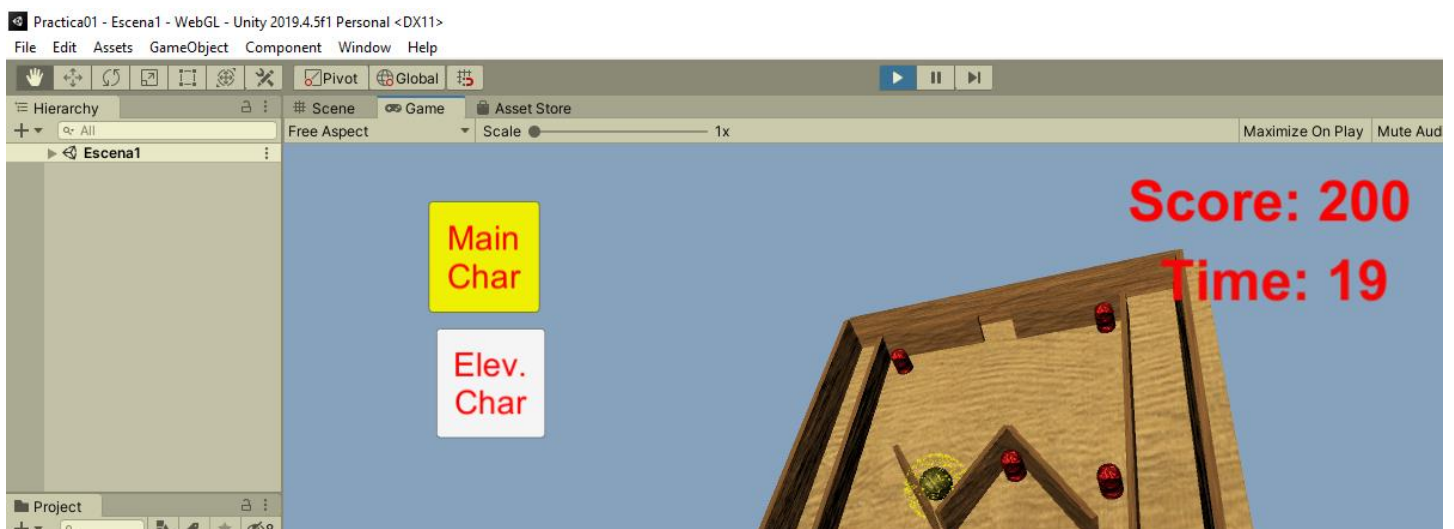 Practica01 - Escena1 - WebGL - Unity 2019.4.5f1 Personal <DX11>
File Edit Assets GameObject Component Window Help
Pivot Global
Hierarchy Scene Game Asset Store
All Free Aspect Scale 1x Maximize On Play Mute Aud
Escena1
Score: 200
Main
Char
Time: 19
Elev.
Char
Project